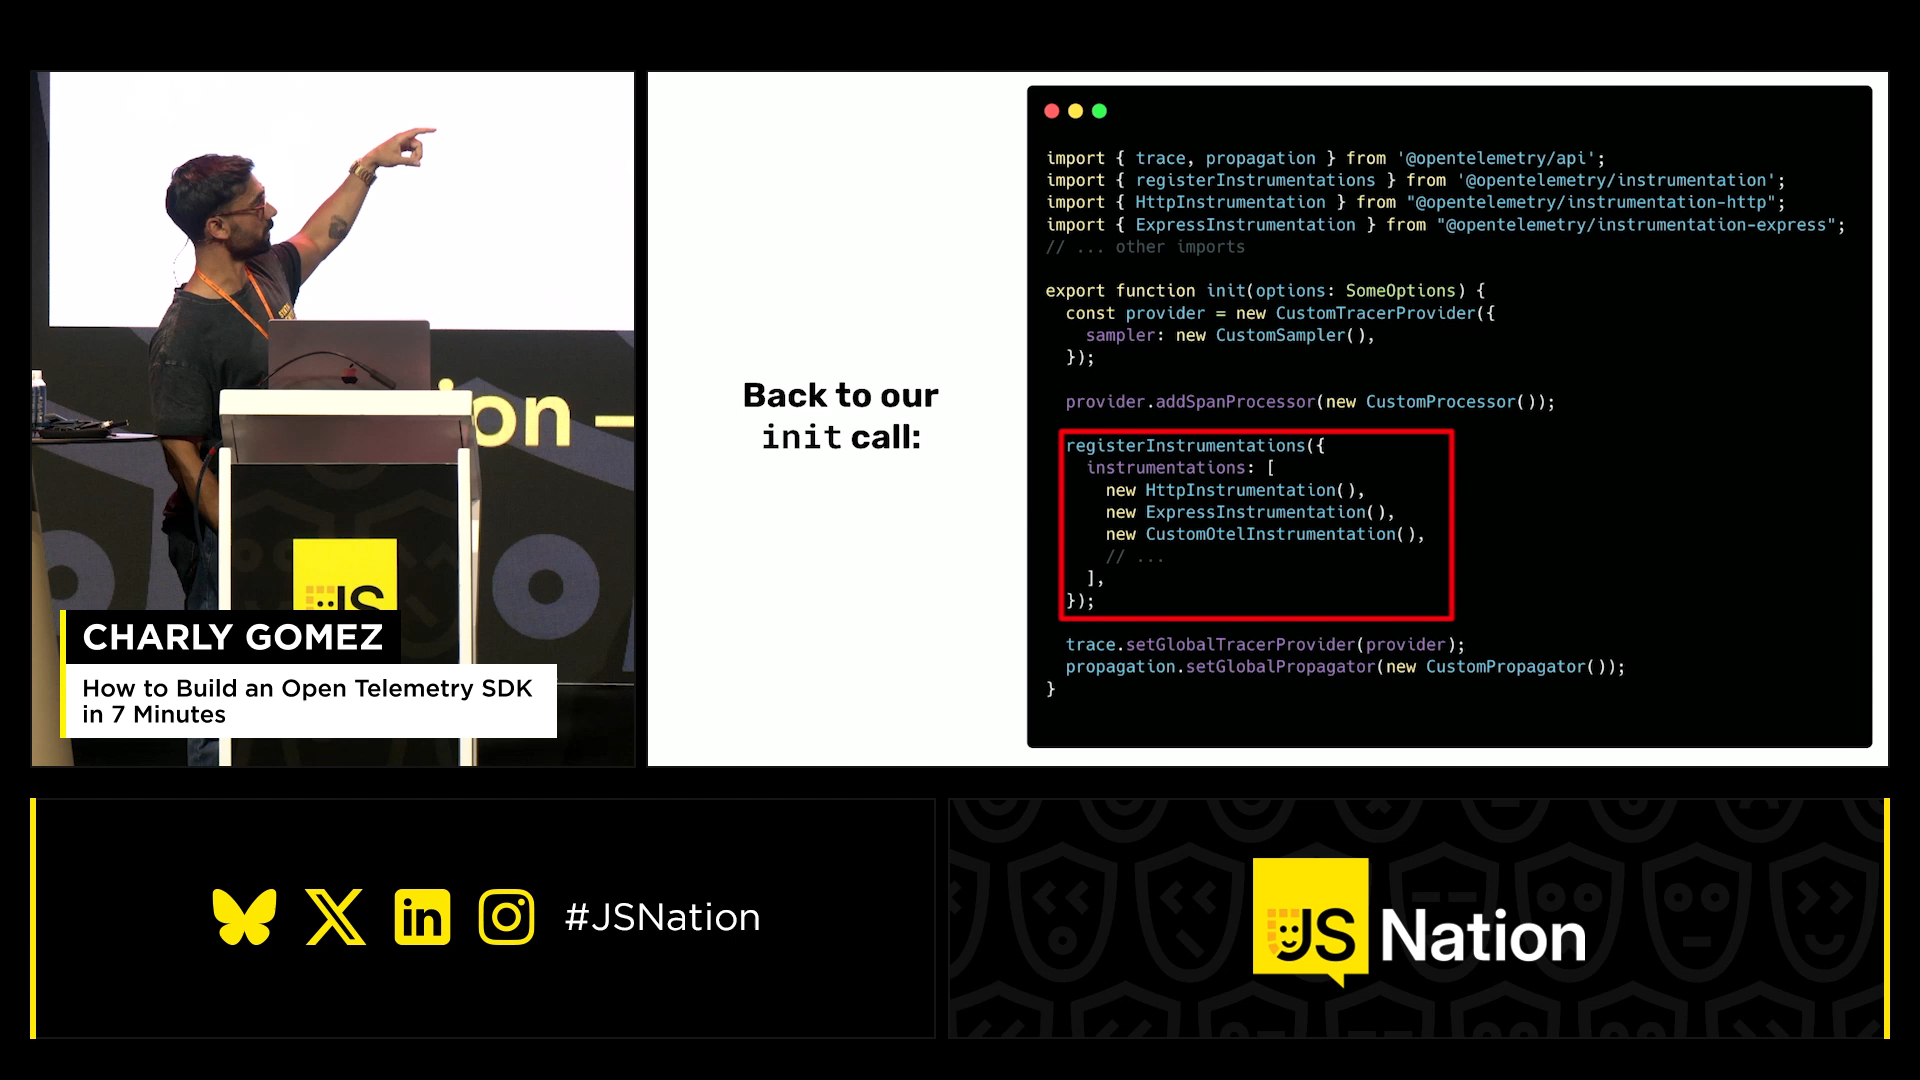 Back to our
init call:
import { trace, propagation } from '@opentelemetry/api';
import { registerInstrumentations } from '@opentelemetry/instrumentation';
import { HttpInstrumentation } from "@opentelemetry/instrumentation-http";
import { ExpressInstrumentation } from "@opentelemetry/instrumentation-express";
// ... other imports
export function init(options: SomeOptions) {
const provider = new CustomTracerProvider({
sampler: new CustomSampler(),
});
provider.addSpanProcessor(new CustomProcessor());
registerInstrumentations({
instrumentations: [
new HttpInstrumentation(),
new ExpressInstrumentation(),
new CustomOtelInstrumentation(),
// ...
],
});
trace.setGlobalTracerProvider(provider);
propagation.setGlobalPropagator(new CustomPropagator());
}
on —
JS
CHARLY GOMEZ
How to Build an Open Telemetry SDK
in 7 Minutes
#JSNation
JS Nation